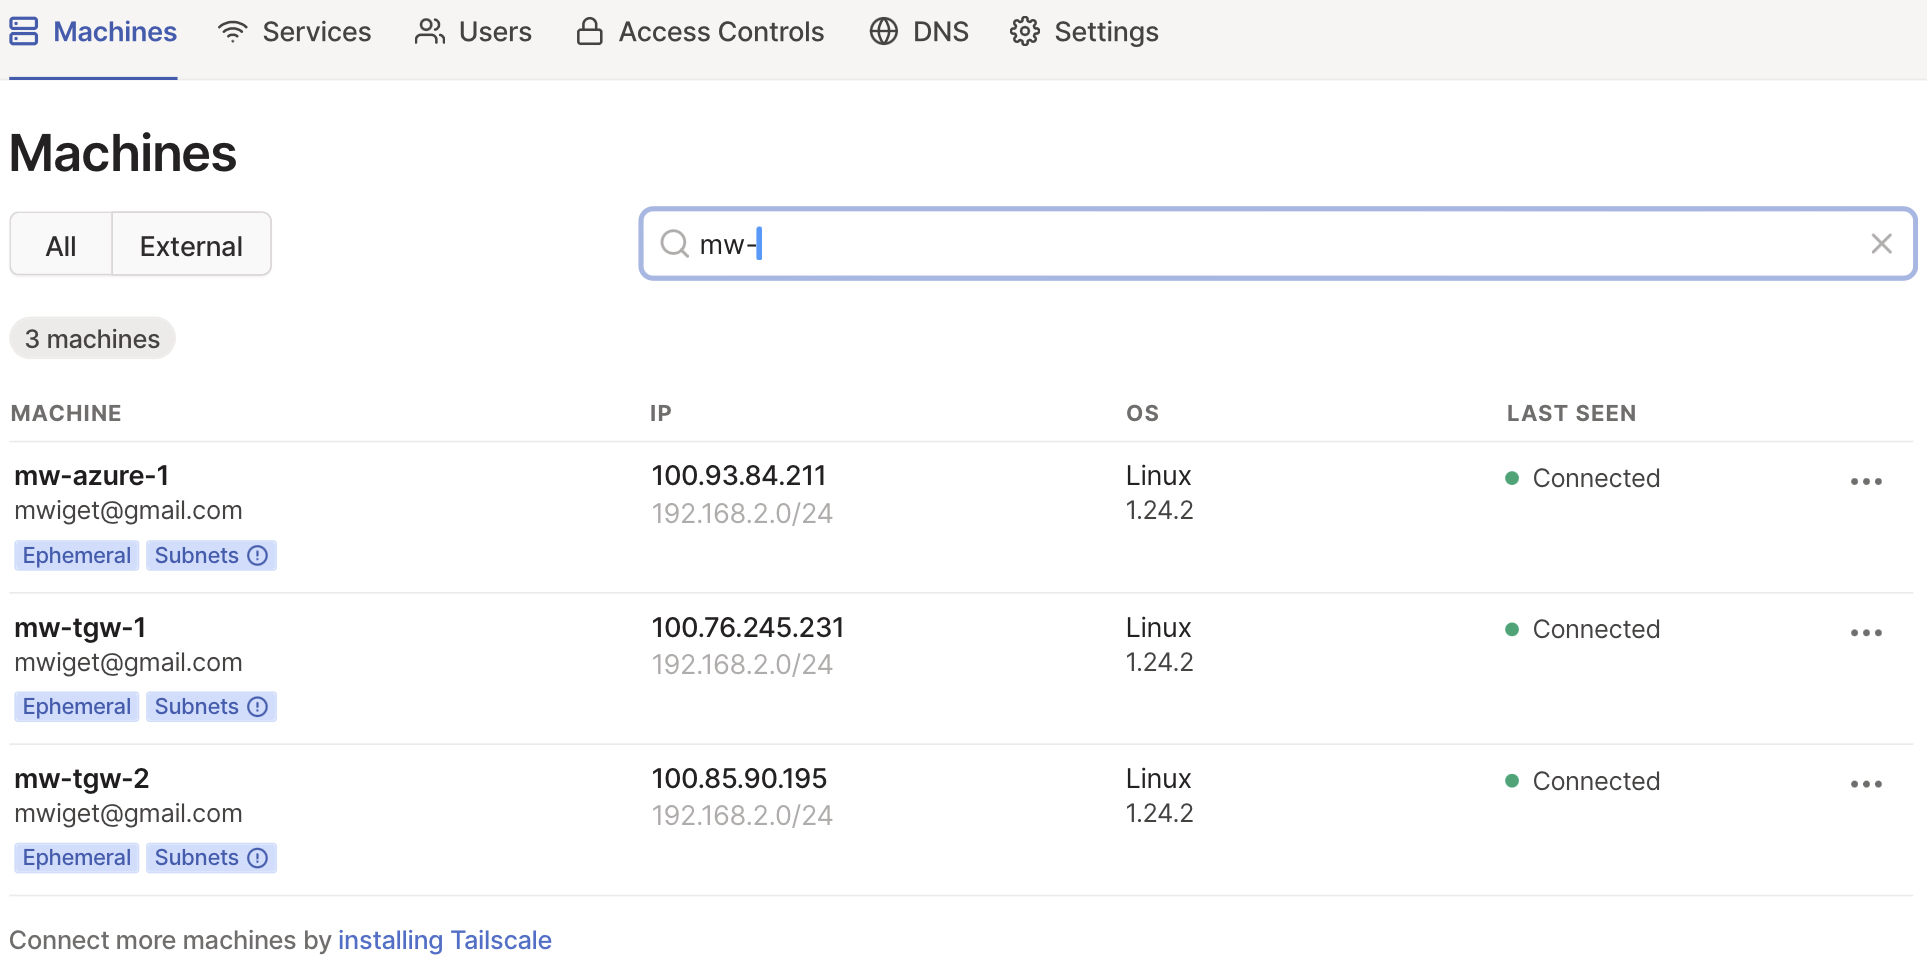 Machines Services Users Access Controls DNS Settings
Machines
All External mw-
3 machines
MACHINE IP OS LAST SEEN
mw-azure-1 100.93.84.211 Linux Connected
mwiget@gmail.com 192.168.2.0/24 1.24.2
Ephemeral Subnets
mw-tgw-1 100.76.245.231 Linux Connected
mwiget@gmail.com 192.168.2.0/24 1.24.2
Ephemeral Subnets
mw-tgw-2 100.85.90.195 Linux Connected
mwiget@gmail.com 192.168.2.0/24 1.24.2
Ephemeral Subnets
Connect more machines by installing Tailscale